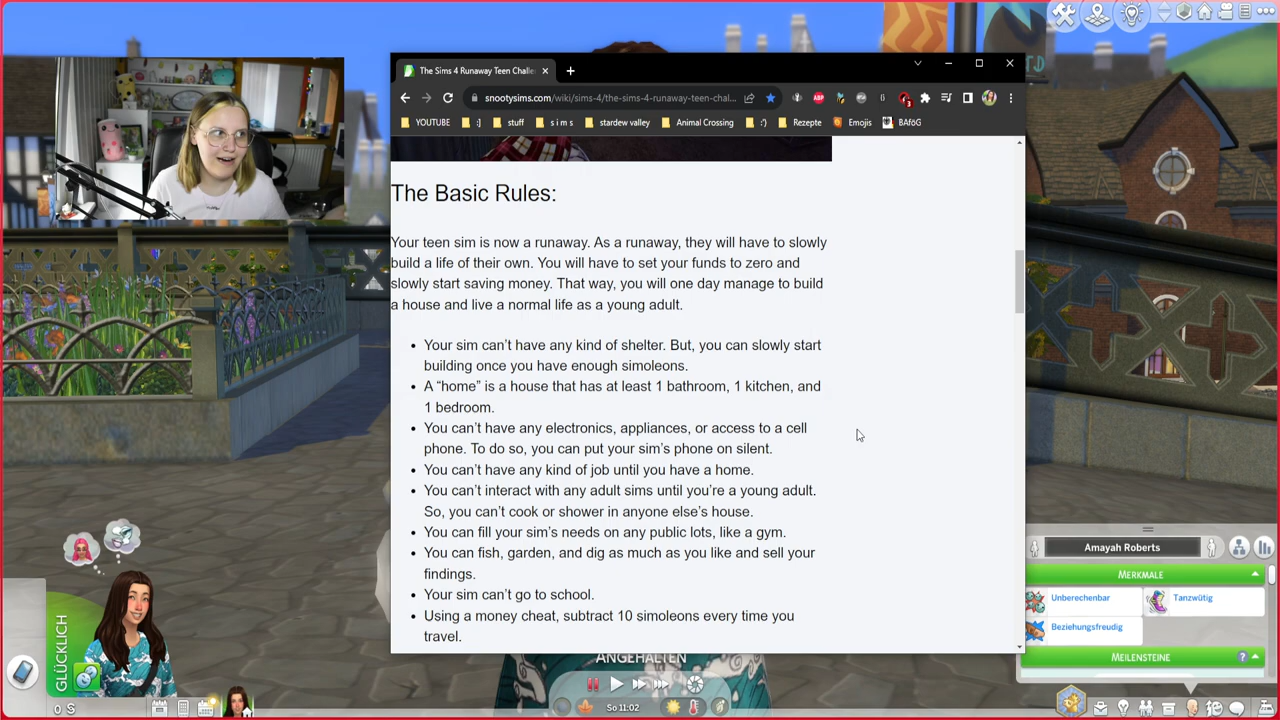 The Sims 4 Runaway Teen Challe
snootysims.com/wiki/sims-4/the-sims-4-runaway-teen-chal...
ABP
3
YOUTUBE :] stuff s i m s stardew valley Animal Crossing :') Rezepte Emojis BAföG
The Basic Rules:
Your teen sim is now a runaway. As a runaway, they will have to slowly
build a life of their own. You will have to set your funds to zero and
slowly start saving money. That way, you will one day manage to build
a house and live a normal life as a young adult.
• Your sim can’t have any kind of shelter. But, you can slowly start
building once you have enough simoleons.
• A “home” is a house that has at least 1 bathroom, 1 kitchen, and
1 bedroom.
• You can’t have any electronics, appliances, or access to a cell
phone. To do so, you can put your sim’s phone on silent.
• You can’t have any kind of job until you have a home.
• You can’t interact with any adult sims until you’re a young adult.
So, you can’t cook or shower in anyone else’s house.
• You can fill your sim’s needs on any public lots, like a gym.
• You can fish, garden, and dig as much as you like and sell your
findings.
• Your sim can’t go to school.
• Using a money cheat, subtract 10 simoleons every time you
travel.
Amayah Roberts
MERKMALE
Unberechenbar
Tanzwütig
Beziehungsfreudig
MEILENSTEINE
?
GLÜCKLICH
0 S
ANGEHALTEN
So 11:02